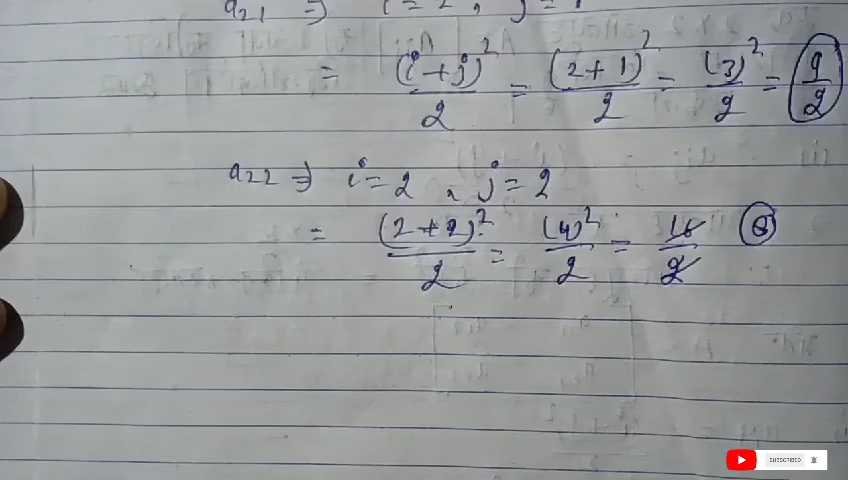 a₂₁ ⇒ i = 2, j = 1
= (i+j)²/2 = (2+1)²/2 = (3)²/2 = 9/2
a₂₂ ⇒ i = 2, j = 2
= (2+2)²/2 = (4)²/2 = 16/2 8
SUBSCRIBED